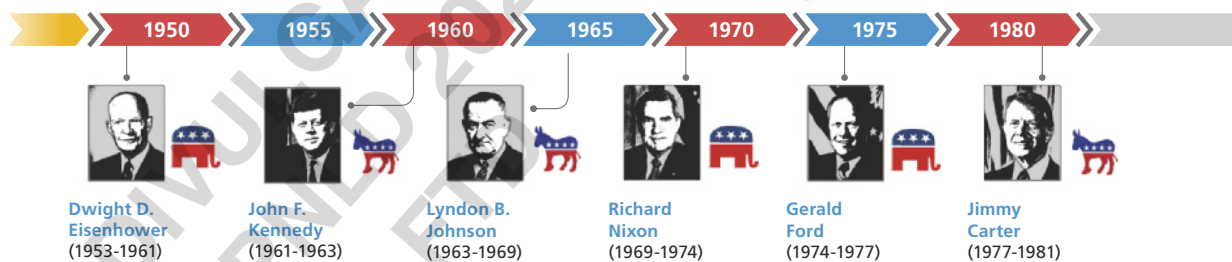 1950 1955 1960 1965 1970 1975 1980
Dwight D.
Eisenhower
(1953-1961)
John F.
Kennedy
(1961-1963)
Lyndon B.
Johnson
(1963-1969)
Richard
Nixon
(1969-1974)
Gerald
Ford
(1974-1977)
Jimmy
Carter
(1977-1981)